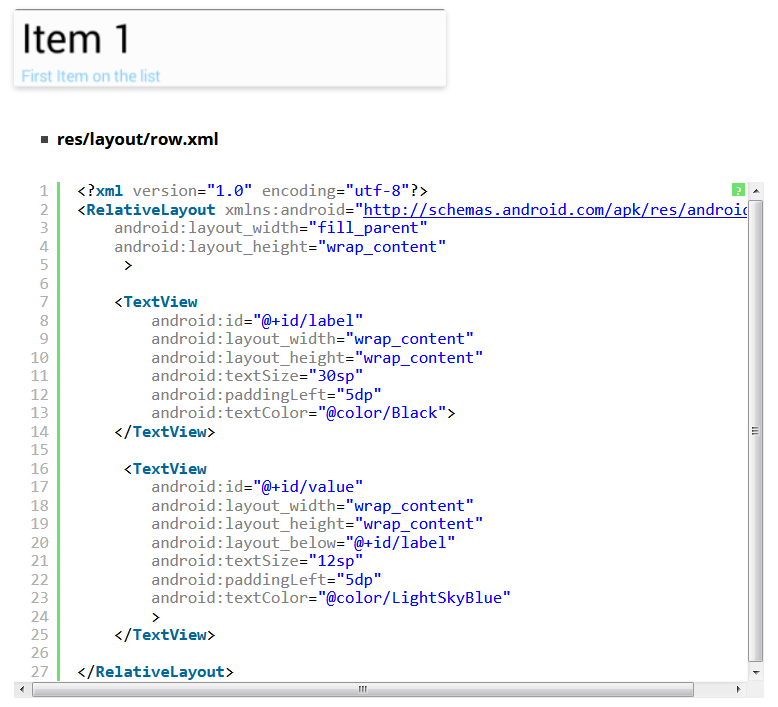 Item 1
First Item on the list
res/layout/row.xml
?
1 <?xml version="1.0" encoding="utf-8"?>
2 <RelativeLayout xmlns:android="http://schemas.android.com/apk/res/android
3     android:layout_width="fill_parent"
4     android:layout_height="wrap_content"
5      >
6
7     <TextView
8         android:id="@+id/label"
9         android:layout_width="wrap_content"
10         android:layout_height="wrap_content"
11         android:textSize="30sp"
12         android:paddingLeft="5dp"
13         android:textColor="@color/Black">
14     </TextView>
15
16      <TextView
17         android:id="@+id/value"
18         android:layout_width="wrap_content"
19         android:layout_height="wrap_content"
20         android:layout_below="@+id/label"
21         android:textSize="12sp"
22         android:paddingLeft="5dp"
23         android:textColor="@color/LightSkyBlue"
24         >
25     </TextView>
26
27 </RelativeLayout>